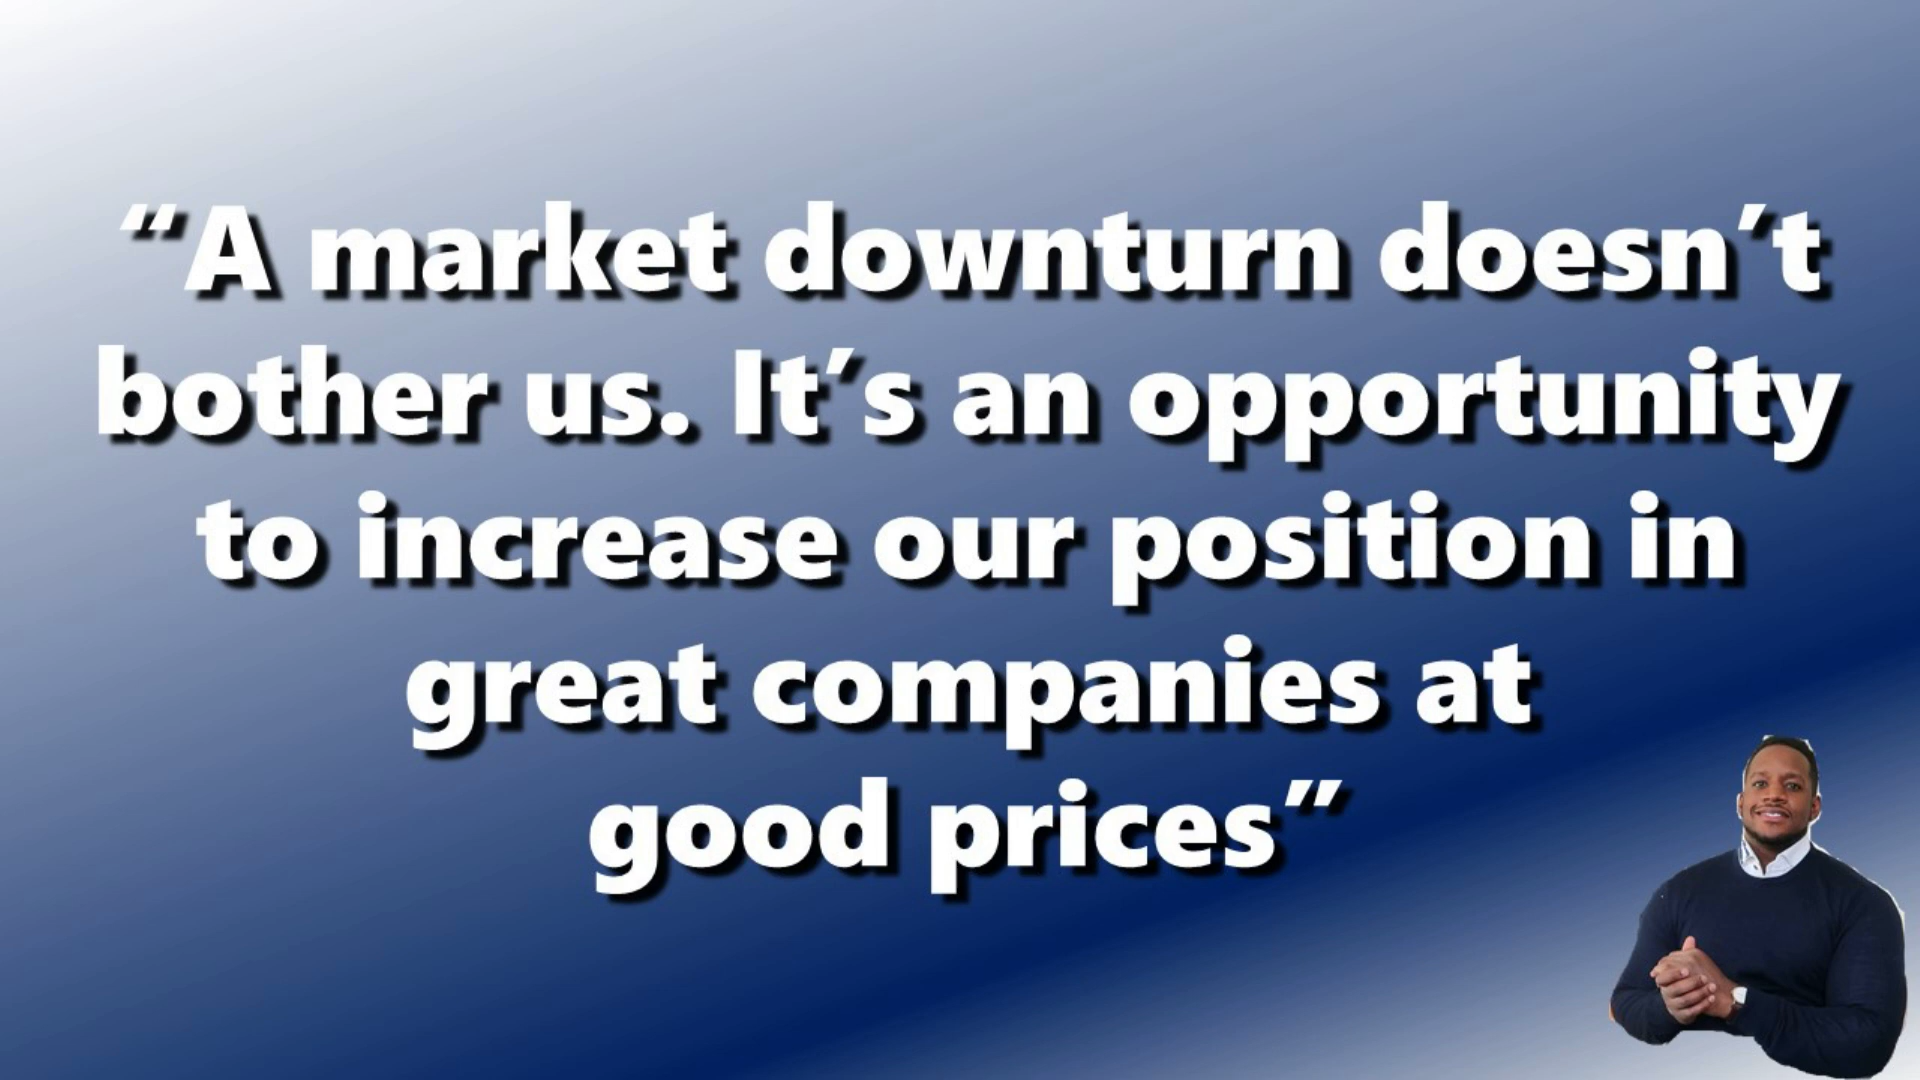 “A market downturn doesn’t
bother us. It’s an opportunity
to increase our position in
great companies at
good prices”